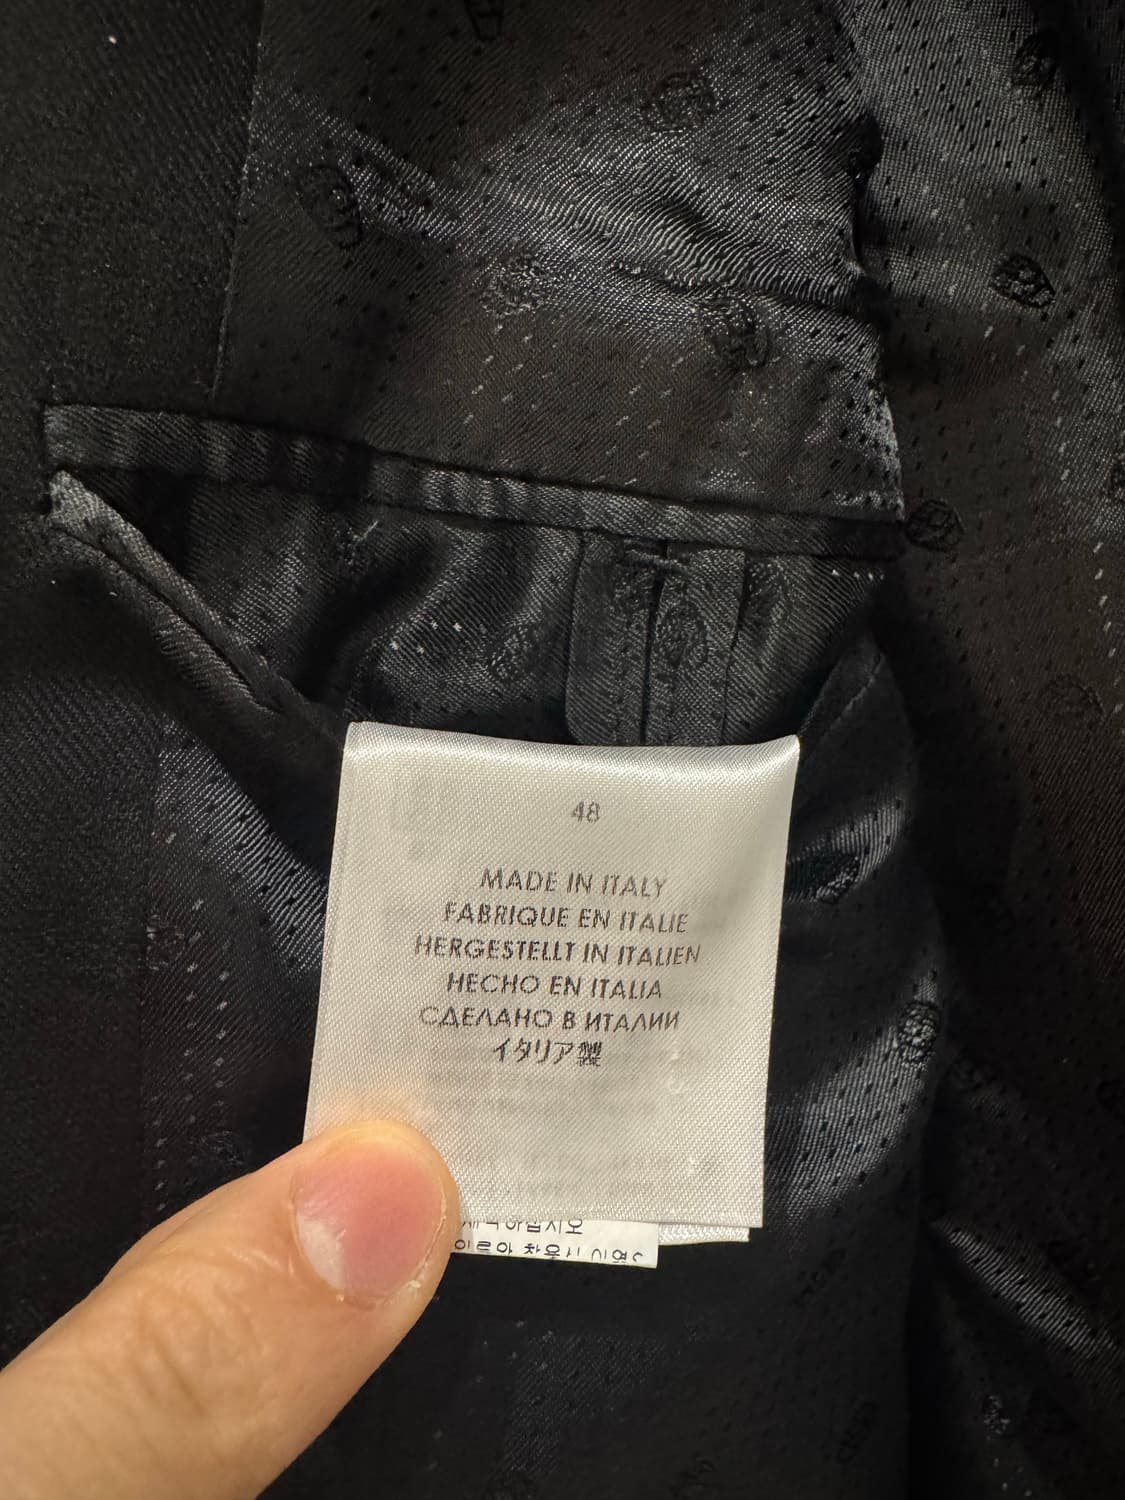 48
MADE IN ITALY
FABRIQUE EN ITALIE
HERGESTELLT IN ITALIEN
HECHO EN ITALIA
СДЕЛАНО В ИТАЛИИ
イタリア製